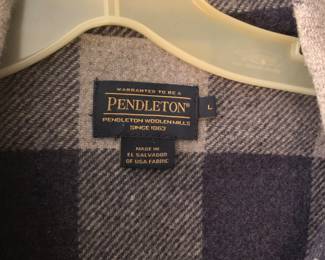 WARRANTED TO BE A
PENDLETON®
L
PENDLETON WOOLEN MILLS
SINCE 1863
MADE IN
EL SALVADOR
OF USA FABRIC